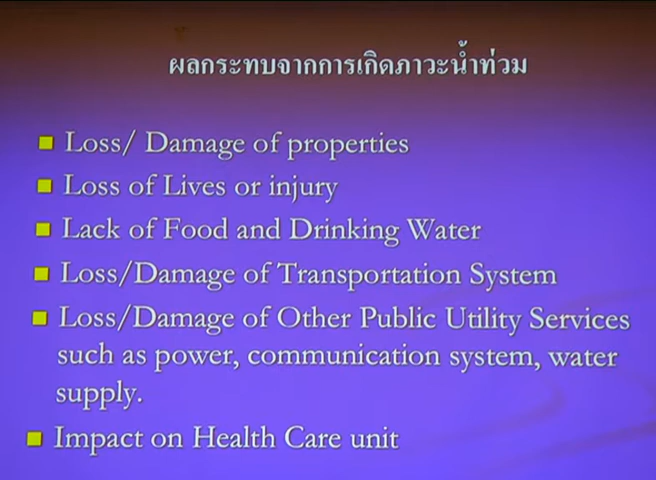 ผลกระทบจากการเกิดภาวะน้ำท่วม
Loss/ Damage of properties
Loss of Lives or injury
Lack of Food and Drinking Water
Loss/Damage of Transportation System
Loss/Damage of Other Public Utility Services
such as power, communication system, water
supply.
Impact on Health Care unit